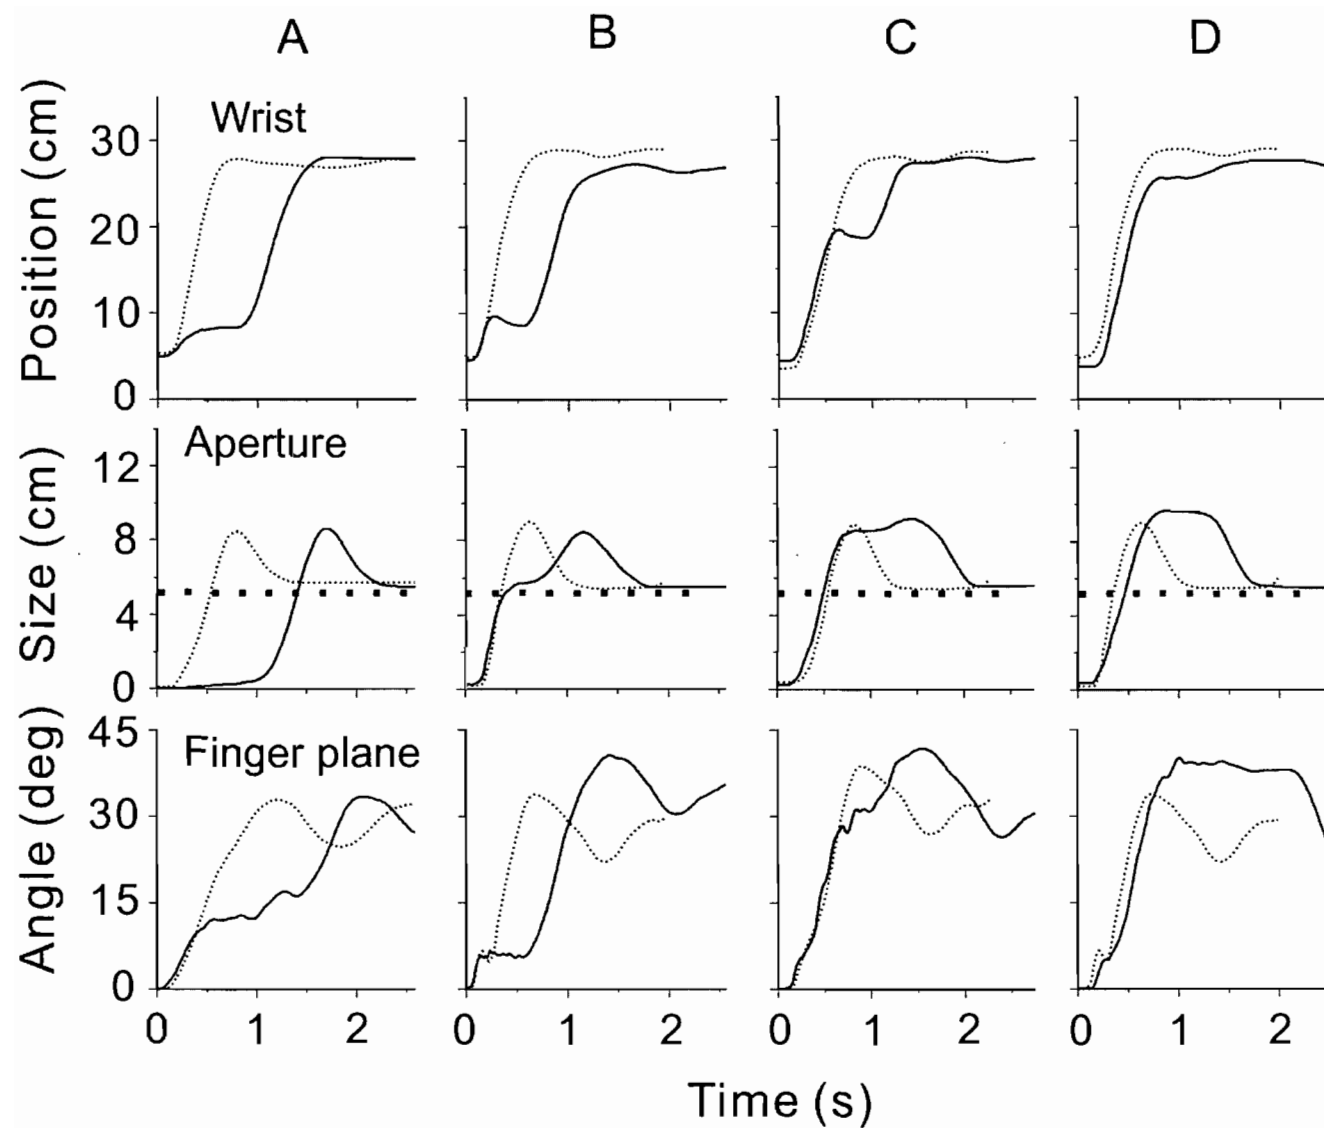 A B C D
Wrist
Position (cm)
30
20
10
0
Aperture
Size (cm)
12
8
4
0
Finger plane
Angle (deg)
45
30
15
0
0 1 2 0 1 2 0 1 2 0 1 2
Time (s)